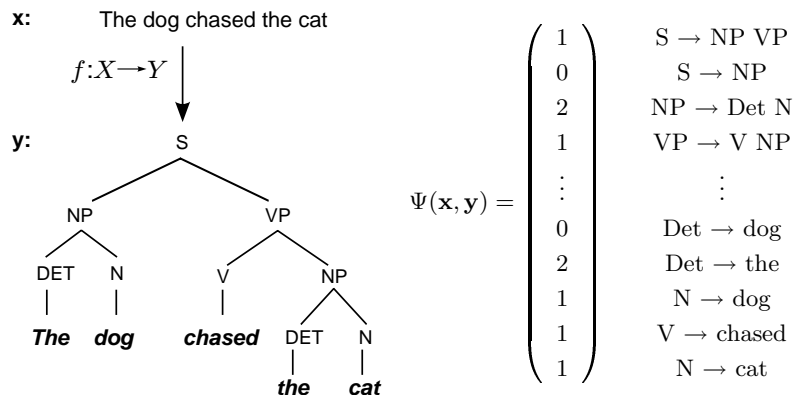 x: The dog chased the cat
f:X→Y
y:
S
NP VP
DET N V NP
The dog chased DET N
the cat
Ψ(x, y) =
1 S → NP VP
0 S → NP
2 NP → Det N
1 VP → V NP
⋮ ⋮
0 Det → dog
2 Det → the
1 N → dog
1 V → chased
1 N → cat